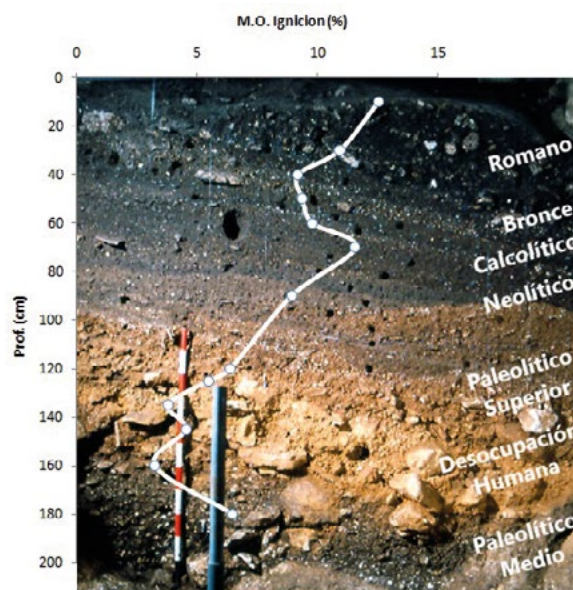 M.O. Ignicion (%)
0 5 10 15
Prof. (cm)
0
20
40
60
80
100
120
140
160
180
200
Romano
Bronce
Calcolítico
Neolítico
Paleolítico
Superior
Desocupación
Humana
Paleolítico
Medio